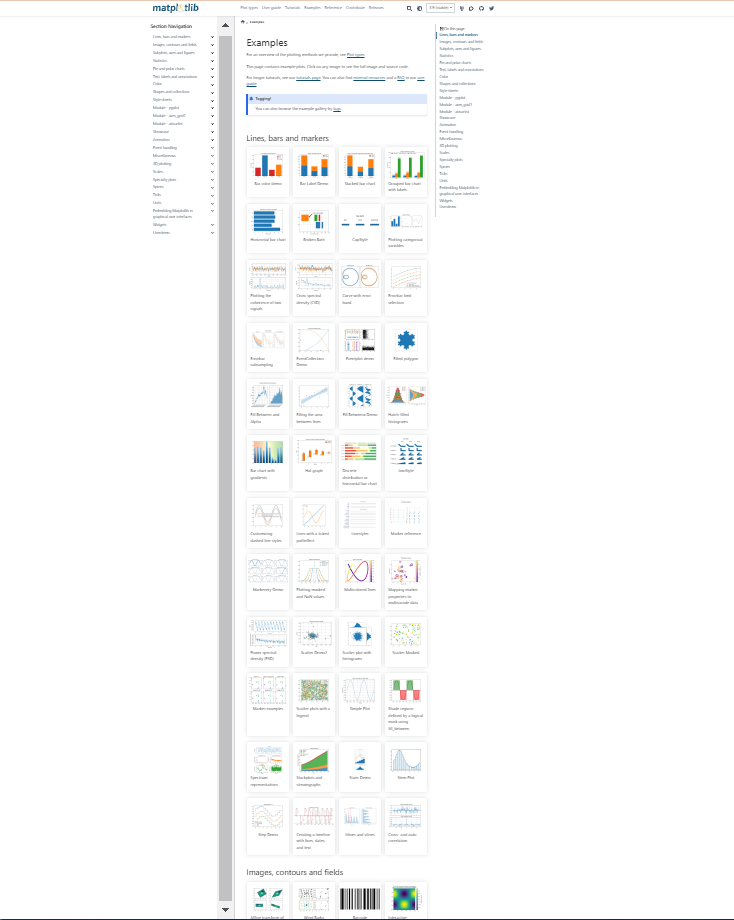 matplotlib
Plot types User guide Tutorials Examples Reference Contribute Releases
Section Navigation
Lines, bars and markers
Images, contours and fields
Subplots, axes and figures
Statistics
Pie and polar charts
Text, labels and annotations
Color
Shapes and collections
Style sheets
Module - pyplot
Module - axes_grid1
Module - axisartist
Showcase
Animation
Event handling
Miscellaneous
3D plotting
Scales
Specialty plots
Spines
Ticks
Units
Embedding Matplotlib in
graphical user interfaces
Widgets
Userdemo
Examples
Examples
For an overview of the plotting methods we provide, see Plot types
This page contains example plots. Click on any image to see the full image and source code.
For longer tutorials, see our tutorials page. You can also find external resources and a FAQ in our user
guide.
Tagging!
You can also browse the example gallery by tags.
Lines, bars and markers
Bar color demo
Bar Label Demo
Stacked bar chart
Grouped bar chart
with labels
Horizontal bar chart
Broken Barh
CapStyle
Plotting categorical
variables
Plotting the
coherence of two
signals
Cross spectral
density (CSD)
Curve with error
band
Errorbar limit
selection
Errorbar
subsampling
EventCollection
Demo
Eventplot demo
Filled polygon
Fill Between and
Alpha
Filling the area
between lines
Fill Betweenx Demo
Hatch-filled
histograms
Bar chart with
gradients
Hat graph
Discrete
distribution as
horizontal bar chart
JoinStyle
Customizing
dashed line styles
Lines with a ticked
patheffect
Linestyles
Marker reference
Markevery Demo
Plotting masked
and NaN values
Multicolored lines
Mapping marker
properties to
multivariate data
Power spectral
density (PSD)
Scatter Demo2
Scatter plot with
histograms
Scatter Masked
Marker examples
Scatter plots with a
legend
Simple Plot
Shade regions
defined by a logical
mask using
fill_between
Spectrum
representations
Stackplots and
streamgraphs
Stairs Demo
Stem Plot
Step Demo
Creating a timeline
with lines, dates,
and text
hlines and vlines
Cross- and auto-
correlation
Images, contours and fields
Affine transform of
Wind Barbs
Barcode
Interactive
On this page
Lines, bars and markers
Images, contours and fields
Subplots, axes and figures
Statistics
Pie and polar charts
Text, labels and annotations
Color
Shapes and collections
Style sheets
Module - pyplot
Module - axes_grid1
Module - axisartist
Showcase
Animation
Event handling
Miscellaneous
3D plotting
Scales
Specialty plots
Spines
Ticks
Units
Embedding Matplotlib in
graphical user interfaces
Widgets
Userdemo